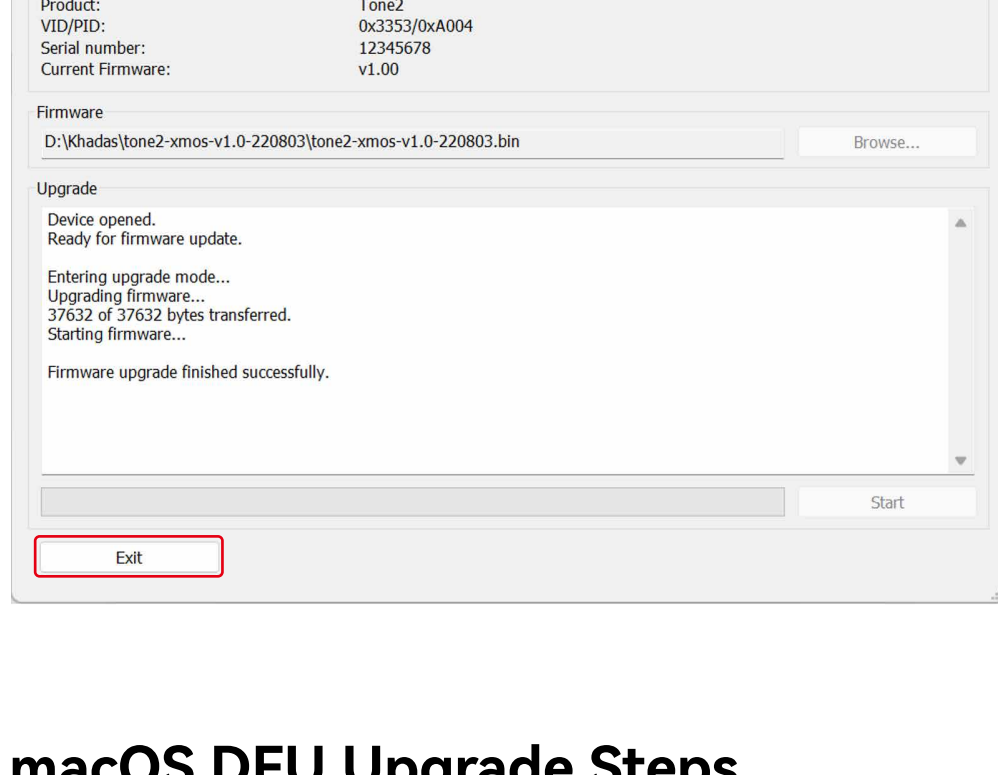 Product: Tone2
VID/PID: 0x3353/0xA004
Serial number: 12345678
Current Firmware: v1.00
Firmware
D:\Khadas\tone2-xmos-v1.0-220803\tone2-xmos-v1.0-220803.bin Browse...
Upgrade
Device opened.
Ready for firmware update.
Entering upgrade mode...
Upgrading firmware...
37632 of 37632 bytes transferred.
Starting firmware...
Firmware upgrade finished successfully.
Start
Exit
macOS DFU Upgrade Steps